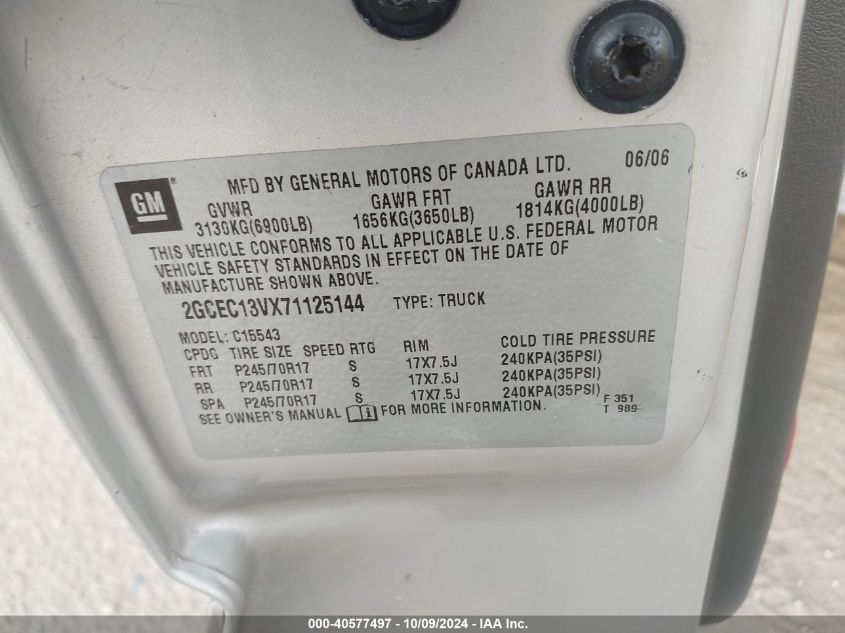 GM
MFD BY GENERAL MOTORS OF CANADA LTD. 06/06
GVWR GAWR FRT GAWR RR
3130KG(6900LB) 1656KG(3650LB) 1814KG(4000LB)
THIS VEHICLE CONFORMS TO ALL APPLICABLE U.S. FEDERAL MOTOR
VEHICLE SAFETY STANDARDS IN EFFECT ON THE DATE OF
MANUFACTURE SHOWN ABOVE.
2GCEC13VX71125144 TYPE: TRUCK
MODEL: C15543
CPDG TIRE SIZE SPEED RTG RIM COLD TIRE PRESSURE
FRT P245/70R17 S 17X7.5J 240KPA(35PSI)
RR P245/70R17 S 17X7.5J 240KPA(35PSI)
SPA P245/70R17 S 17X7.5J 240KPA(35PSI)
SEE OWNER'S MANUAL FOR MORE INFORMATION.
F 351
T 989
000-40577497 - 10/09/2024 - IAA Inc.